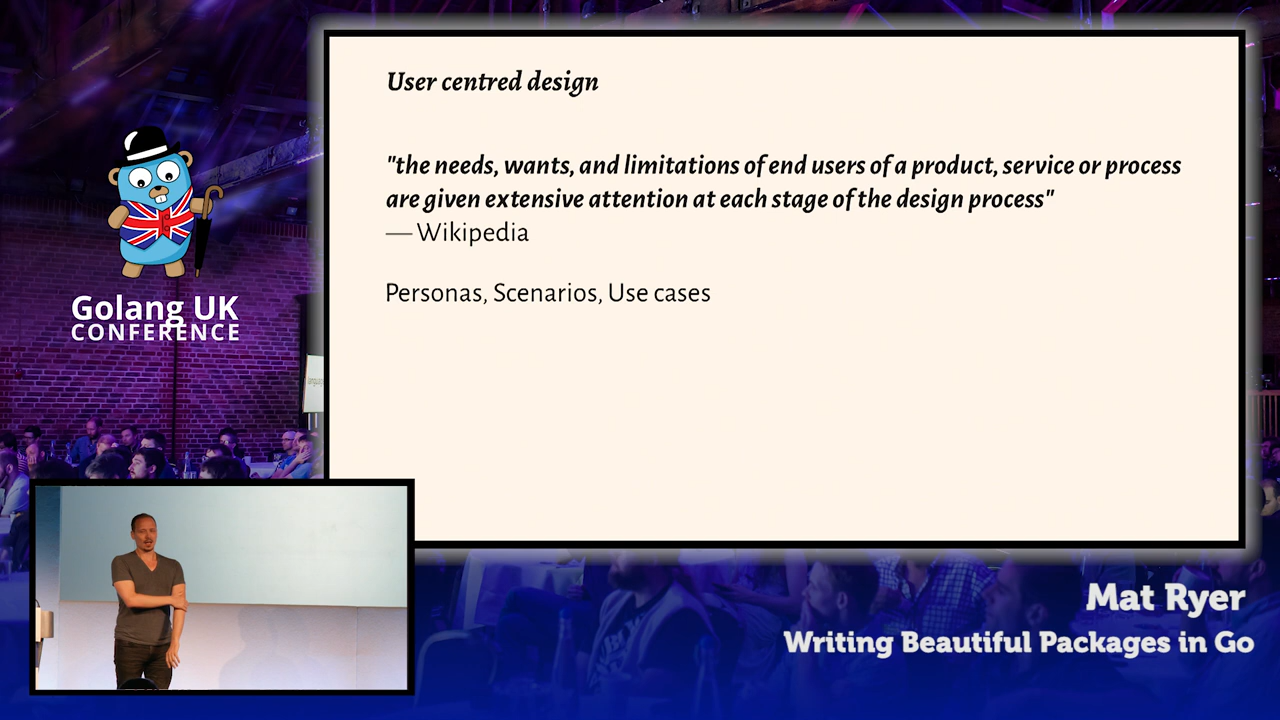 User centred design
"the needs, wants, and limitations of end users of a product, service or process
are given extensive attention at each stage of the design process"
— Wikipedia
Personas, Scenarios, Use cases
Golang UK
CONFERENCE
Mat Ryer
Writing Beautiful Packages in Go